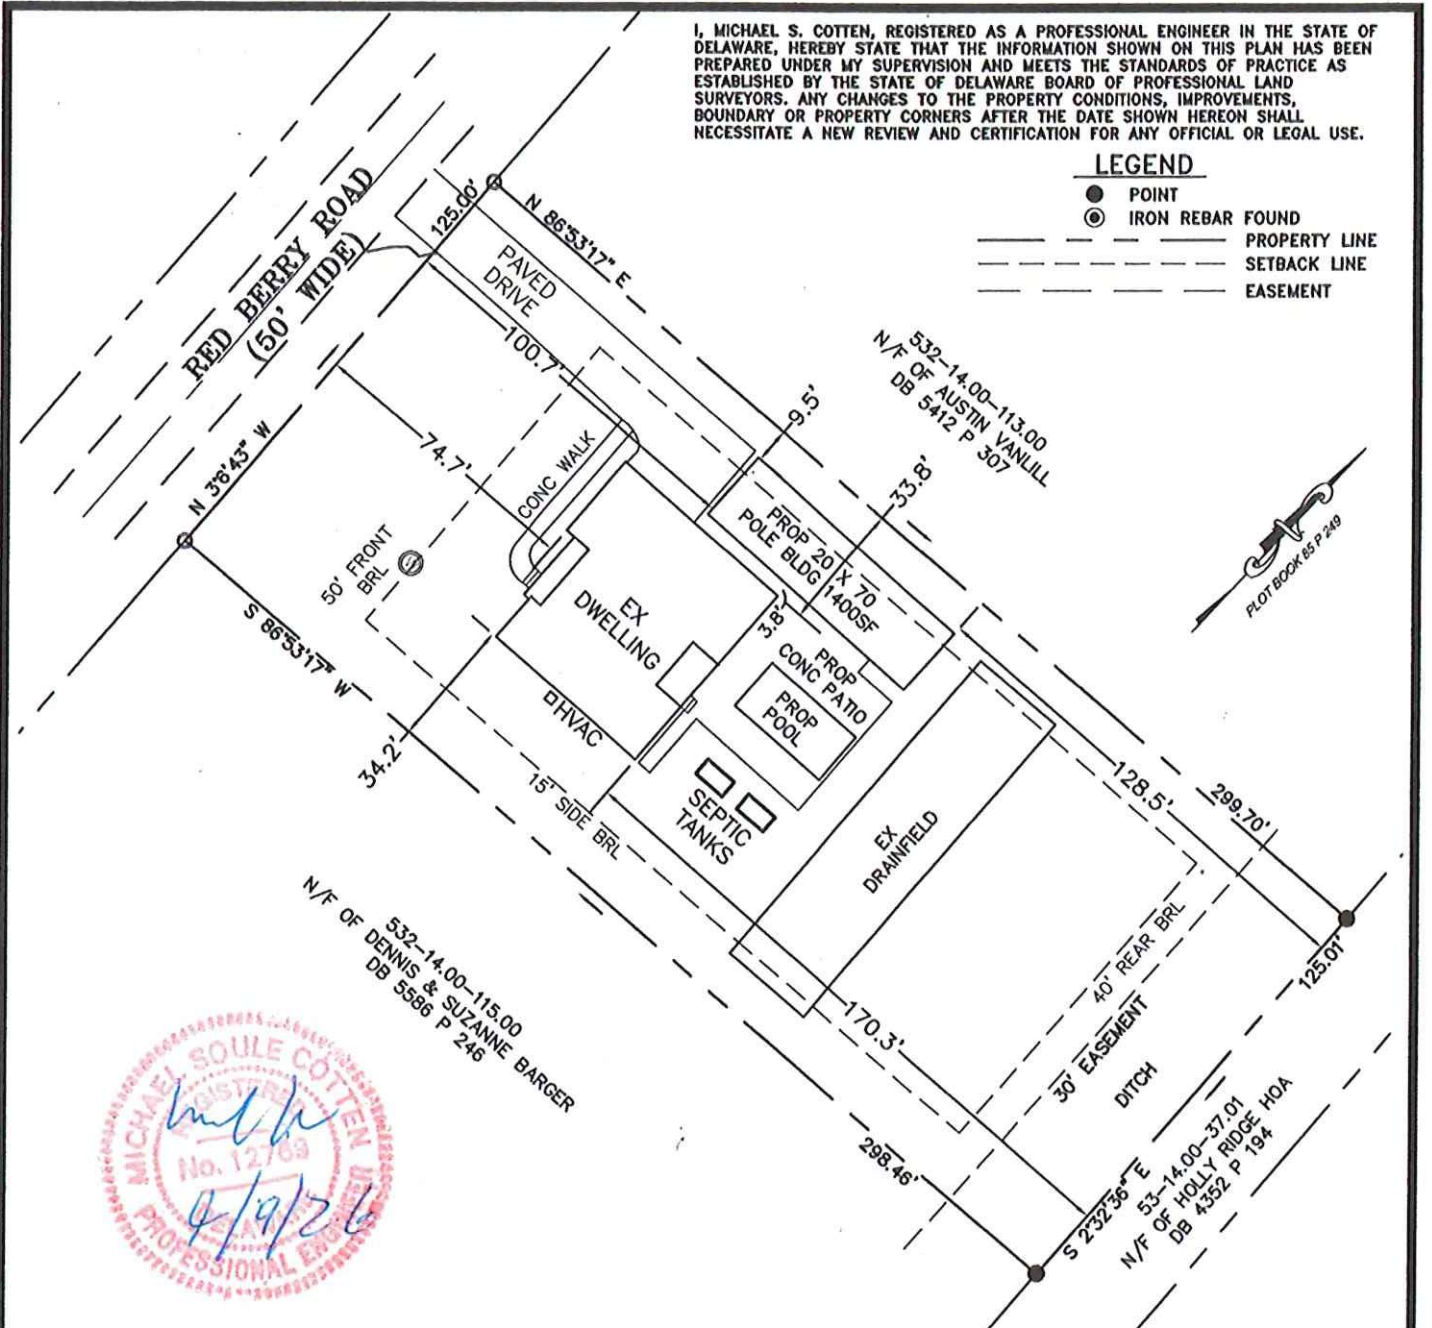 I, MICHAEL S. COTTEN, REGISTERED AS A PROFESSIONAL ENGINEER IN THE STATE OF
DELAWARE, HEREBY STATE THAT THE INFORMATION SHOWN ON THIS PLAN HAS BEEN
PREPARED UNDER MY SUPERVISION AND MEETS THE STANDARDS OF PRACTICE AS
ESTABLISHED BY THE STATE OF DELAWARE BOARD OF PROFESSIONAL LAND
SURVEYORS. ANY CHANGES TO THE PROPERTY CONDITIONS, IMPROVEMENTS,
BOUNDARY OR PROPERTY CORNERS AFTER THE DATE SHOWN HEREON SHALL
NECESSITATE A NEW REVIEW AND CERTIFICATION FOR ANY OFFICIAL OR LEGAL USE.
LEGEND
POINT
IRON REBAR FOUND
PROPERTY LINE
SETBACK LINE
EASEMENT
RED BERRY ROAD
(50' WIDE)
125.00'
N 86°53'17" E
PAVED
DRIVE
100.7'
74.7'
N 3°6'43" W
CONC WALK
50' FRONT
BRL
S
S 86°53'17" W
9.5'
33.8'
532-14.00-113.00
N/F OF AUSTIN VANLILL
DB 5412 P 307
PLOT BOOK 85 P 249
PROP 20 X 70
POLE BLDG 1400SF
EX
DWELLING
3.8'
PROP
CONC PATIO
PROP
POOL
HVAC
34.2'
15' SIDE BRL
SEPTIC
TANKS
EX
DRAINFIELD
128.5'
299.70'
125.01'
40' REAR BRL
30' EASEMENT
DITCH
170.3'
298.46'
S 2°32'36" E
53-14.00-37.01
N/F OF HOLLY RIDGE HOA
DB 4352 P 194
532-14.00-115.00
N/F OF DENNIS & SUZANNE BARGER
DB 5586 P 246
MICHAEL SOULE COTTEN II
REGISTERED
No. 12769
DELAWARE
PROFESSIONAL ENGINEER
4/9/26